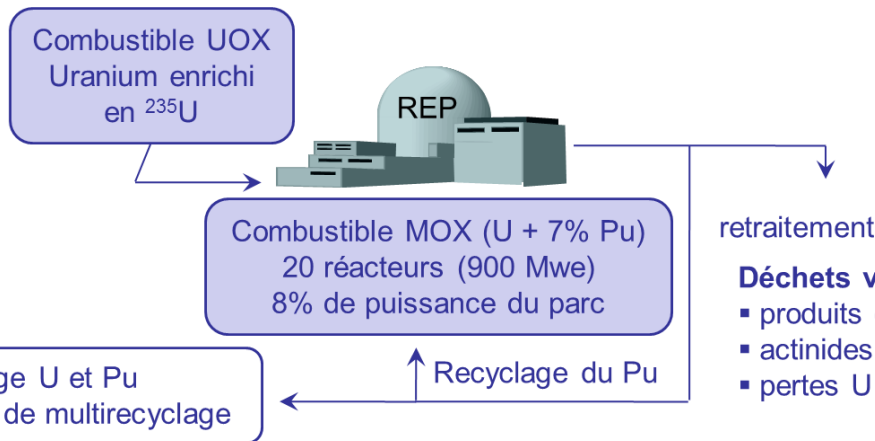 Combustible UOX
Uranium enrichi
en ²³⁵U
REP
Combustible MOX (U + 7% Pu)
20 réacteurs (900 Mwe)
8% de puissance du parc
retraitement
Déchets v
▪ produits
▪ actinides
▪ pertes U
Recyclage du Pu
ge U et Pu
de multirecyclage